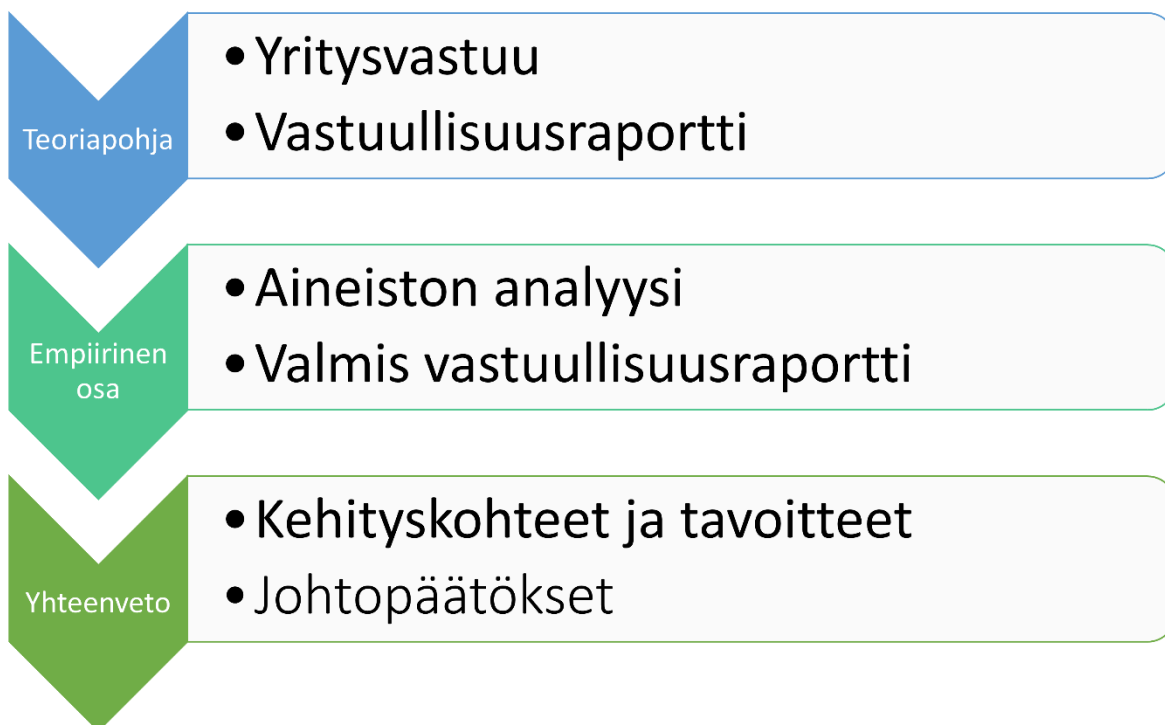 Teoriapohja
• Yritysvastuu
• Vastuullisuusraportti
Empiirinen
osa
• Aineiston analyysi
• Valmis vastuullisuusraportti
Yhteenveto
• Kehityskohteet ja tavoitteet
• Johtopäätökset